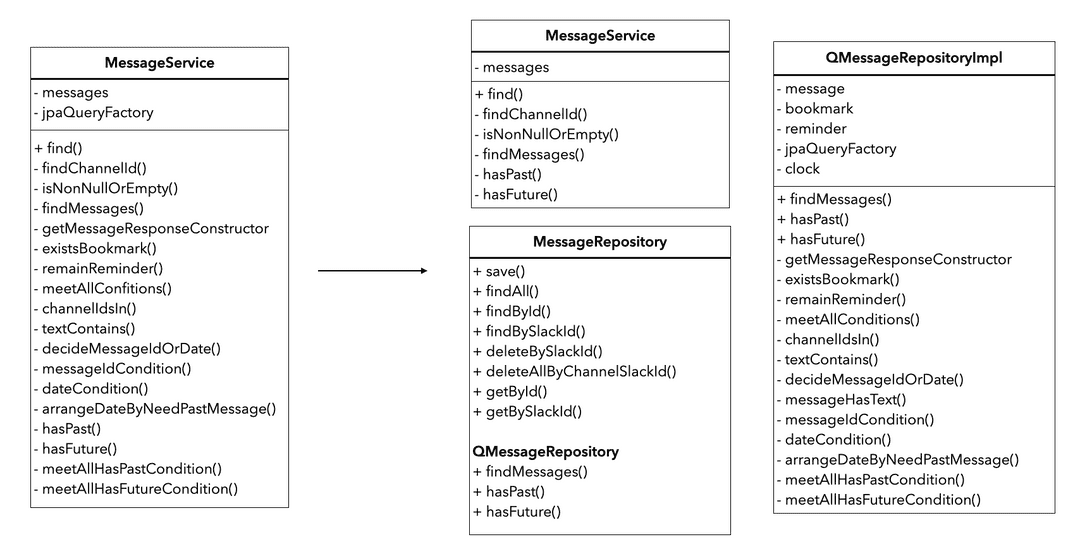 MessageService
- messages
- jpaQueryFactory
+ find()
- findChannelId()
- isNonNullOrEmpty()
- findMessages()
- getMessageResponseConstructor
- existsBookmark()
- remainReminder()
- meetAllConfitions()
- channelIdsIn()
- textContains()
- decideMessageIdOrDate()
- messageIdCondition()
- dateCondition()
- arrangeDateByNeedPastMessage()
- hasPast()
- hasFuture()
- meetAllHasPastCondition()
- meetAllHasFutureCondition()
MessageService
- messages
+ find()
- findChannelId()
- isNonNullOrEmpty()
- findMessages()
- hasPast()
- hasFuture()
MessageRepository
+ save()
+ findAll()
+ findById()
+ findBySlackId()
+ deleteBySlackId()
+ deleteAllByChannelSlackId()
+ getById()
+ getBySlackId()
QMessageRepository
+ findMessages()
+ hasPast()
+ hasFuture()
QMessageRepositoryImpl
- message
- bookmark
- reminder
- jpaQueryFactory
- clock
+ findMessages()
+ hasPast()
+ hasFuture()
- getMessageResponseConstructor
- existsBookmark()
- remainReminder()
- meetAllConditions()
- channelIdsIn()
- textContains()
- decideMessageIdOrDate()
- messageHasText()
- messageIdCondition()
- dateCondition()
- arrangeDateByNeedPastMessage()
- meetAllHasPastCondition()
- meetAllHasFutureCondition()